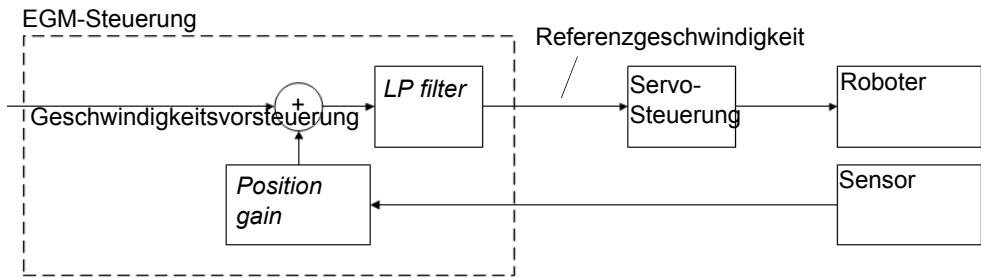 EGM-Steuerung
Referenzgeschwindigkeit
LP filter
Servo-
Steuerung
Roboter
+
Geschwindigkeitsvorsteuerung
Position
gain
Sensor